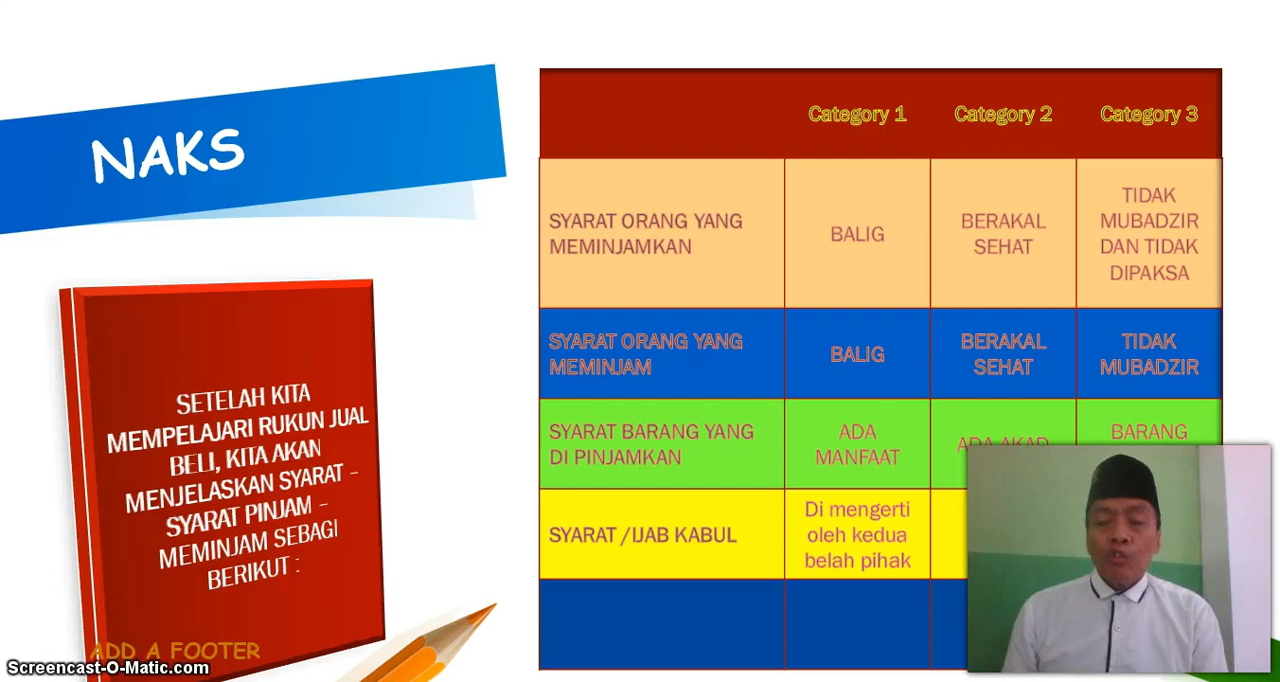 NAKS
SETELAH KITA
MEMPELAJARI RUKUN JUAL
BELI, KITA AKAN
MENJELASKAN SYARAT –
SYARAT PINJAM –
MEMINJAM SEBAGI
BERIKUT :
ADD A FOOTER
Category 1
Category 2
Category 3
SYARAT ORANG YANG
MEMINJAMKAN
BALIG
BERAKAL
SEHAT
TIDAK
MUBADZIR
DAN TIDAK
DIPAKSA
SYARAT ORANG YANG
MEMINJAM
BALIG
BERAKAL
SEHAT
TIDAK
MUBADZIR
SYARAT BARANG YANG
DI PINJAMKAN
ADA
MANFAAT
ADA AKAD
BARANG
SYARAT /IJAB KABUL
Di mengerti
oleh kedua
belah pihak
Screencast-O-Matic.com